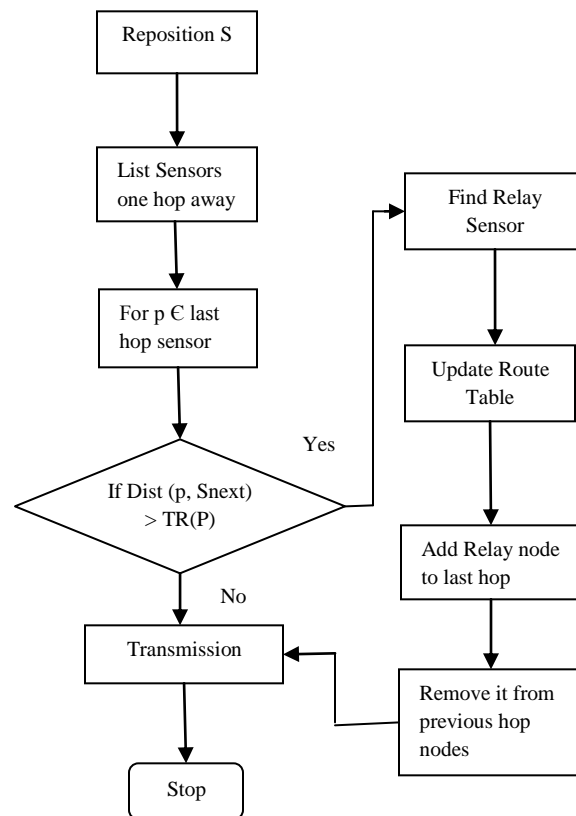 Reposition S
List Sensors
one hop away
For p Є last
hop sensor
If Dist (p, Snext)
> TR(P)
Yes
No
Find Relay
Sensor
Update Route
Table
Add Relay node
to last hop
Remove it from
previous hop
nodes
Transmission
Stop